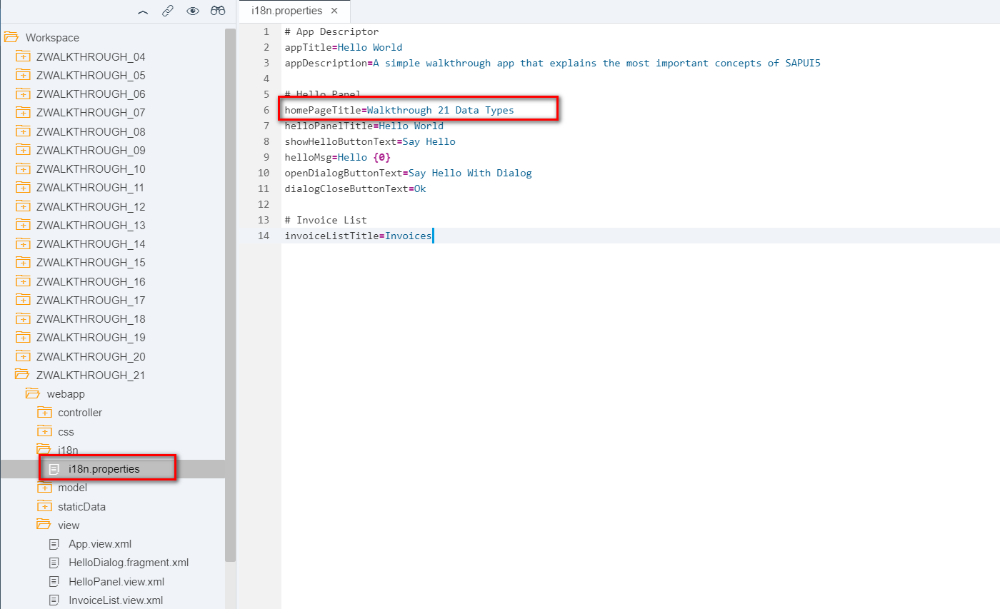 i18n.properties ×
Workspace
ZWALKTHROUGH_04
ZWALKTHROUGH_05
ZWALKTHROUGH_06
ZWALKTHROUGH_07
ZWALKTHROUGH_08
ZWALKTHROUGH_09
ZWALKTHROUGH_10
ZWALKTHROUGH_11
ZWALKTHROUGH_12
ZWALKTHROUGH_13
ZWALKTHROUGH_14
ZWALKTHROUGH_15
ZWALKTHROUGH_16
ZWALKTHROUGH_17
ZWALKTHROUGH_18
ZWALKTHROUGH_19
ZWALKTHROUGH_20
ZWALKTHROUGH_21
webapp
controller
css
i18n
i18n.properties
model
staticData
view
App.view.xml
HelloDialog.fragment.xml
HelloPanel.view.xml
InvoiceList.view.xml
1 # App Descriptor
2 appTitle=Hello World
3 appDescription=A simple walkthrough app that explains the most important concepts of SAPUI5
4
5 # Hello Panel
6 homePageTitle=Walkthrough 21 Data Types
7 helloPanelTitle=Hello World
8 showHelloButtonText=Say Hello
9 helloMsg=Hello {0}
10 openDialogButtonText=Say Hello With Dialog
11 dialogCloseButtonText=Ok
12
13 # Invoice List
14 invoiceListTitle=Invoices